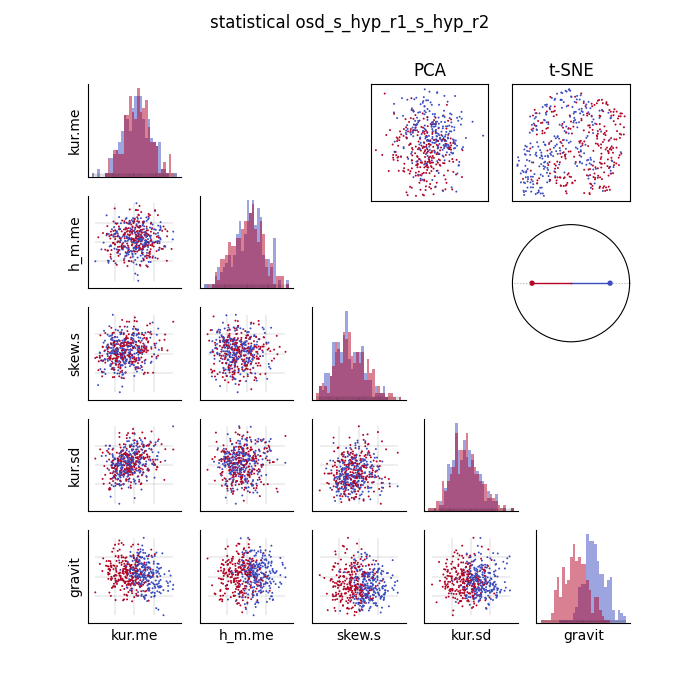 statistical osd_s_hyp_r1_s_hyp_r2
PCA
t-SNE
kur.me
h_m.me
skew.s
kur.sd
gravit
kur.me
h_m.me
skew.s
kur.sd
gravit